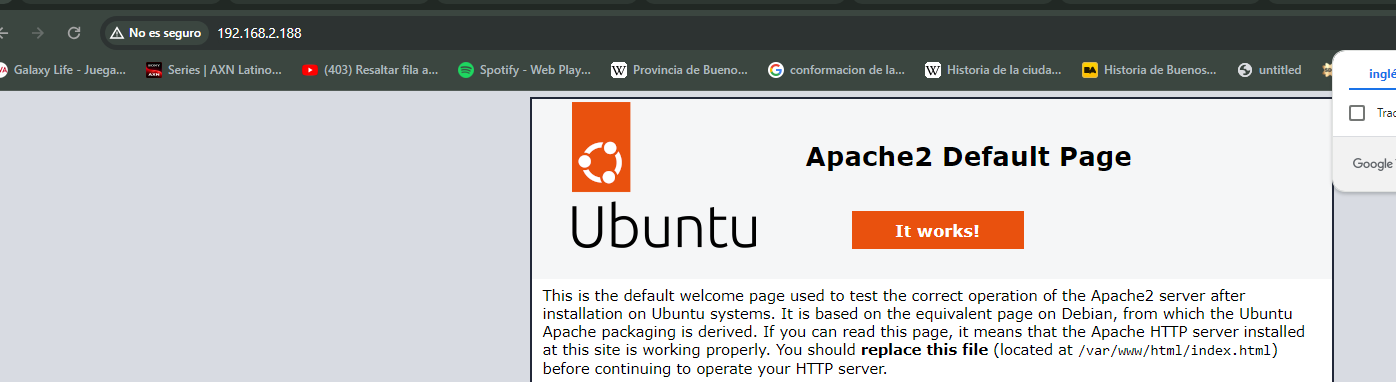 No es seguro 192.168.2.188
Galaxy Life - Juega... Series | AXN Latino... (403) Resaltar fila a... Spotify - Web Play... Provincia de Bueno... conformacion de la... Historia de la ciuda... Historia de Buenos... untitled
inglé
Trad
Google
Apache2 Default Page
Ubuntu
It works!
This is the default welcome page used to test the correct operation of the Apache2 server after
installation on Ubuntu systems. It is based on the equivalent page on Debian, from which the Ubuntu
Apache packaging is derived. If you can read this page, it means that the Apache HTTP server installed
at this site is working properly. You should replace this file (located at /var/www/html/index.html)
before continuing to operate your HTTP server.